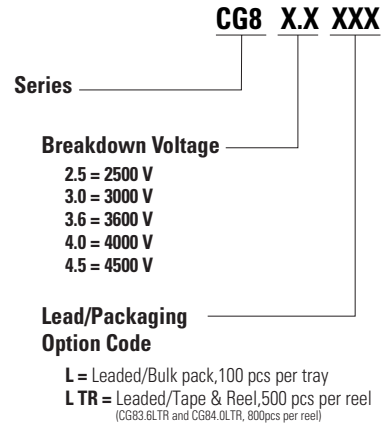 CG8 X.X XXX
Series
Breakdown Voltage
2.5 = 2500 V
3.0 = 3000 V
3.6 = 3600 V
4.0 = 4000 V
4.5 = 4500 V
Lead/Packaging
Option Code
L = Leaded/Bulk pack,100 pcs per tray
L TR = Leaded/Tape & Reel,500 pcs per reel
(CG83.6LTR and CG84.0LTR, 800pcs per reel)